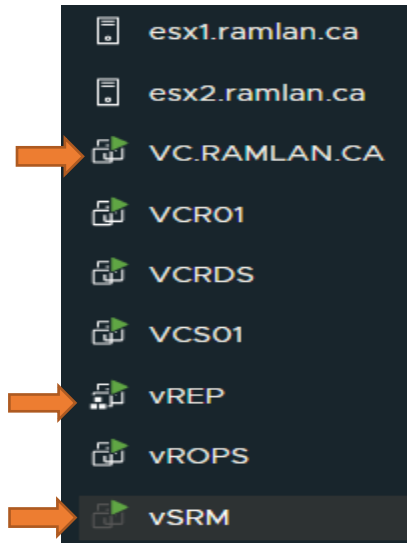 esx1.ramlan.ca
esx2.ramlan.ca
VC.RAMLAN.CA
VCR01
VCRDS
VCS01
vREP
vROPS
vSRM